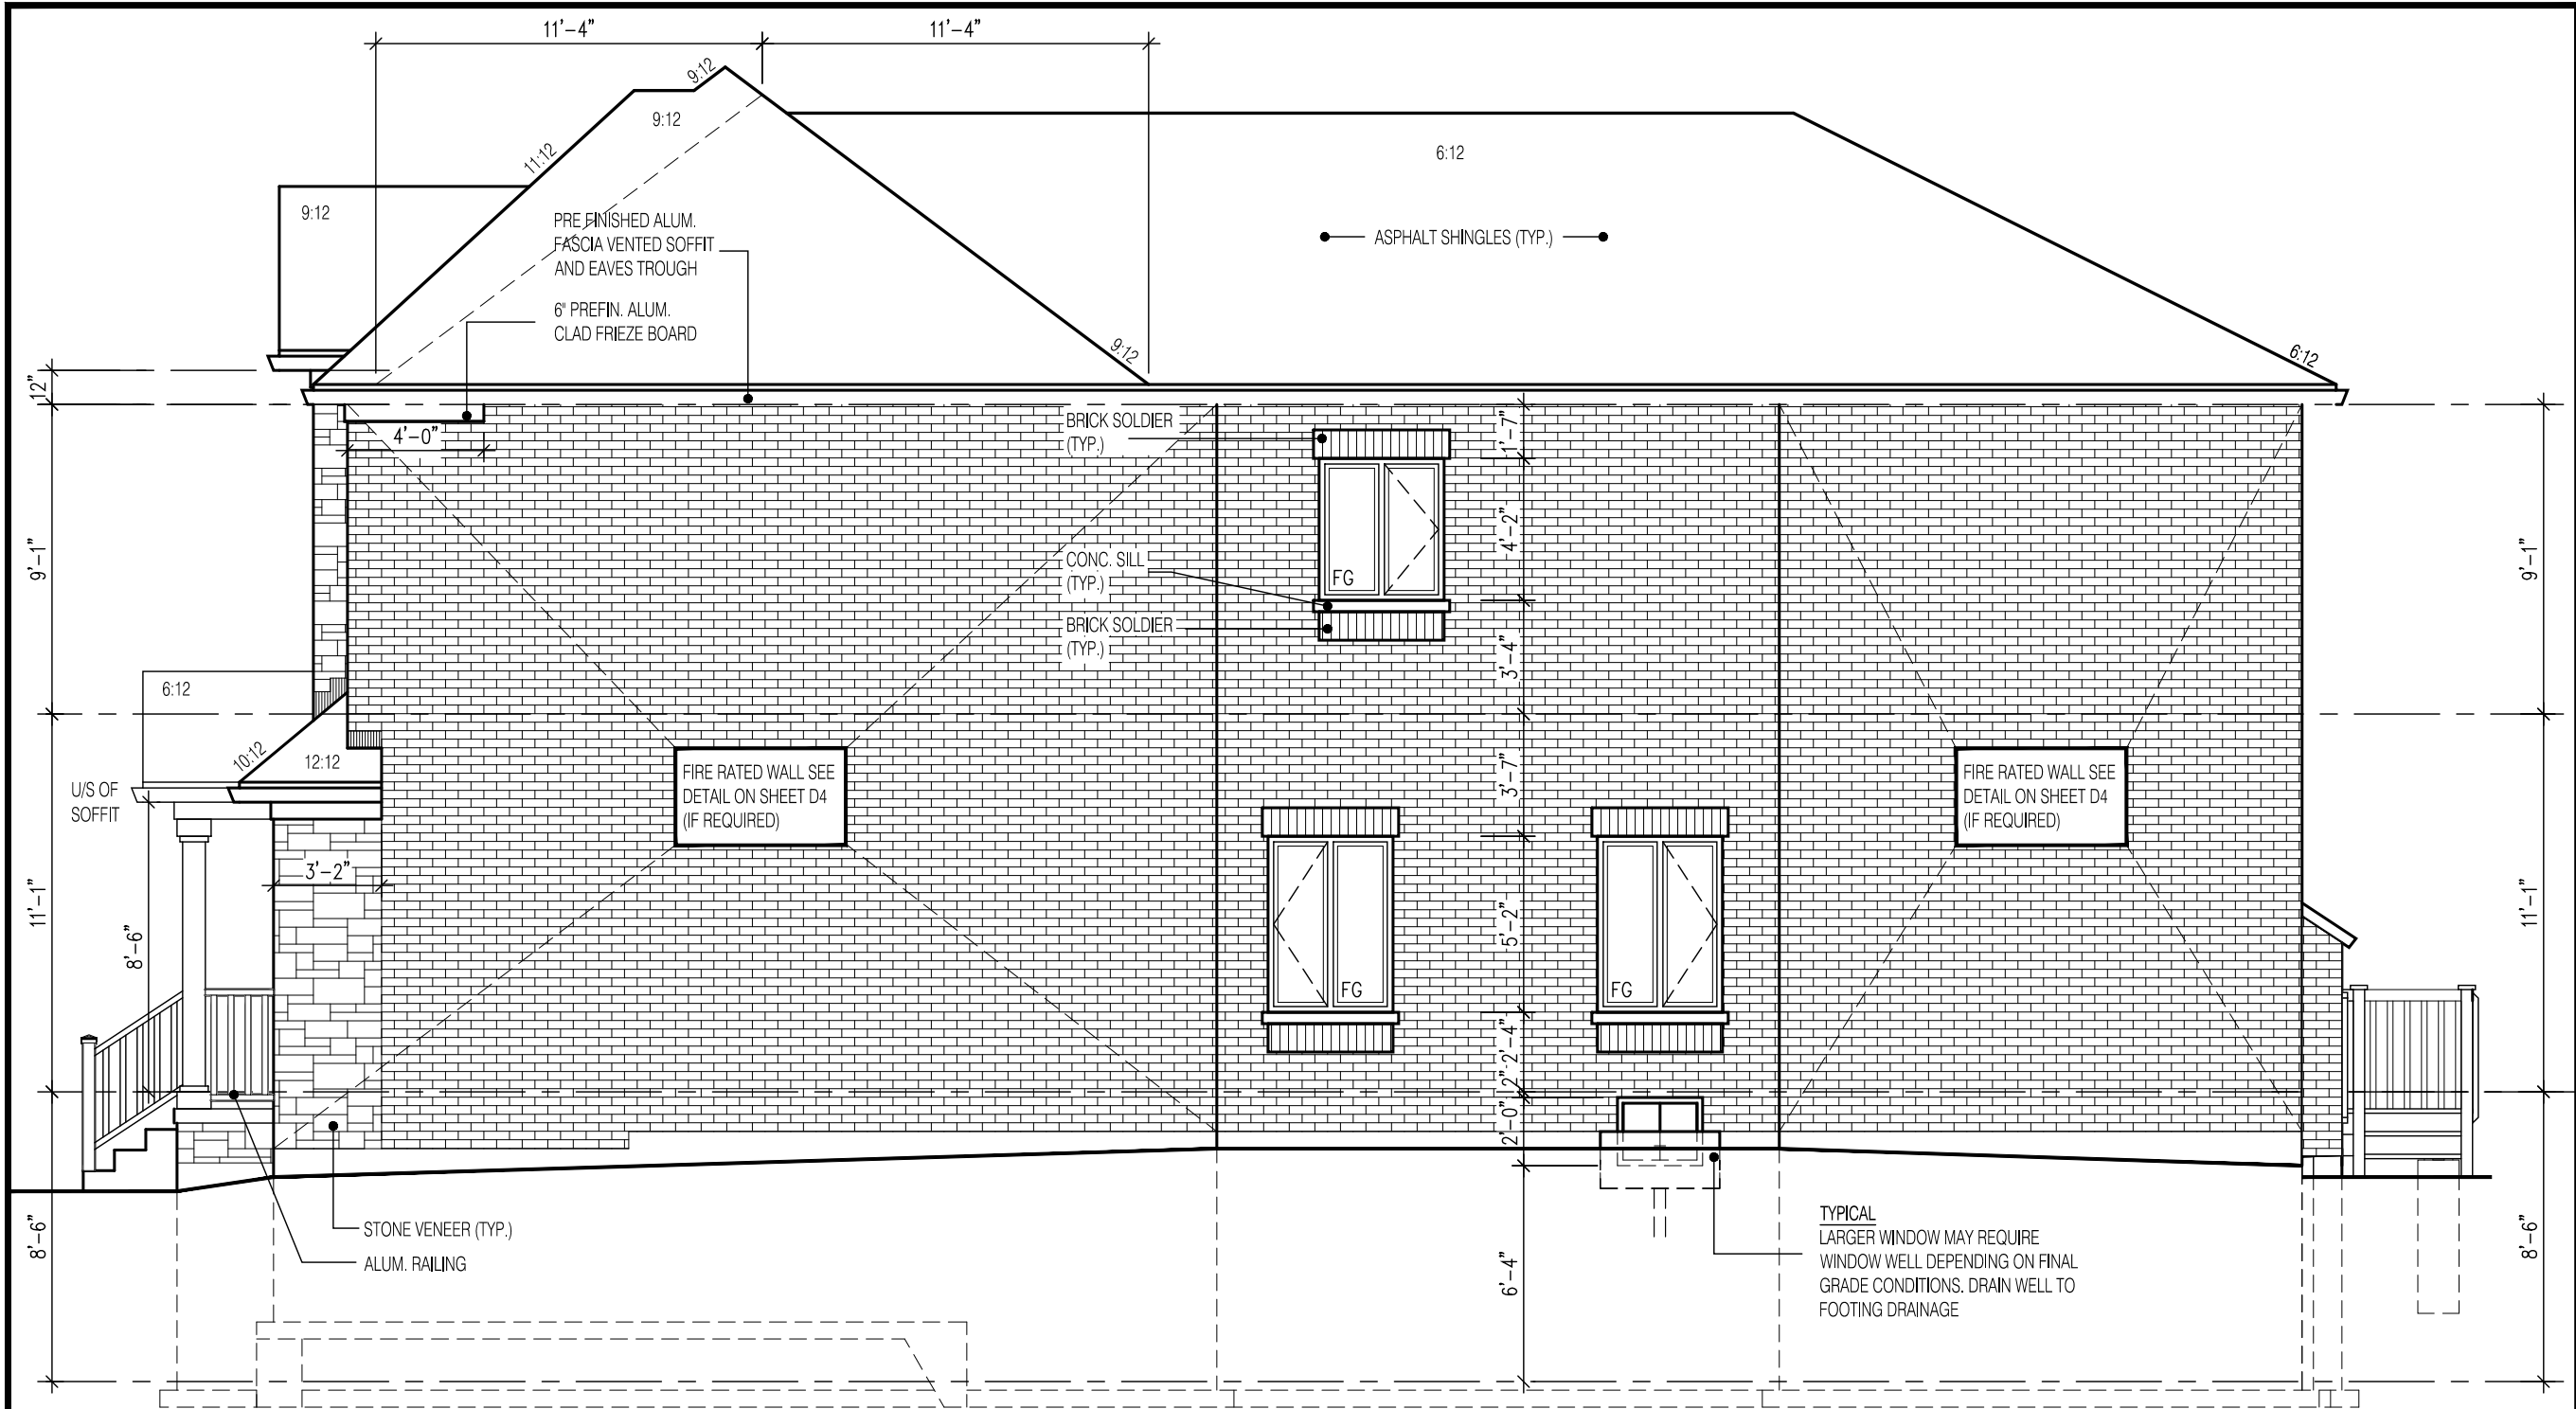 11'-4"
11'-4"
9:12
9:12
11:12
6:12
9:12
PRE FINISHED ALUM.
FASCIA VENTED SOFFIT
AND EAVES TROUGH
ASPHALT SHINGLES (TYP.)
6" PREFIN. ALUM.
CLAD FRIEZE BOARD
9:12
6:12
12"
BRICK SOLDIER
(TYP.)
1'-7"
4'-0"
9'-1"
4'-2"
9'-1"
CONC. SILL
(TYP.)
FG
BRICK SOLDIER
(TYP.)
3'-4"
6:12
10:12
12:12
U/S OF
SOFFIT
FIRE RATED WALL SEE
DETAIL ON SHEET D4
(IF REQUIRED)
3'-7"
FIRE RATED WALL SEE
DETAIL ON SHEET D4
(IF REQUIRED)
3'-2"
11'-1"
8'-6"
5'-2"
11'-1"
FG
FG
2'-4"
2"
2'-0"
STONE VENEER (TYP.)
ALUM. RAILING
8'-6"
6'-4"
TYPICAL
LARGER WINDOW MAY REQUIRE
WINDOW WELL DEPENDING ON FINAL
GRADE CONDITIONS. DRAIN WELL TO
FOOTING DRAINAGE
8'-6"